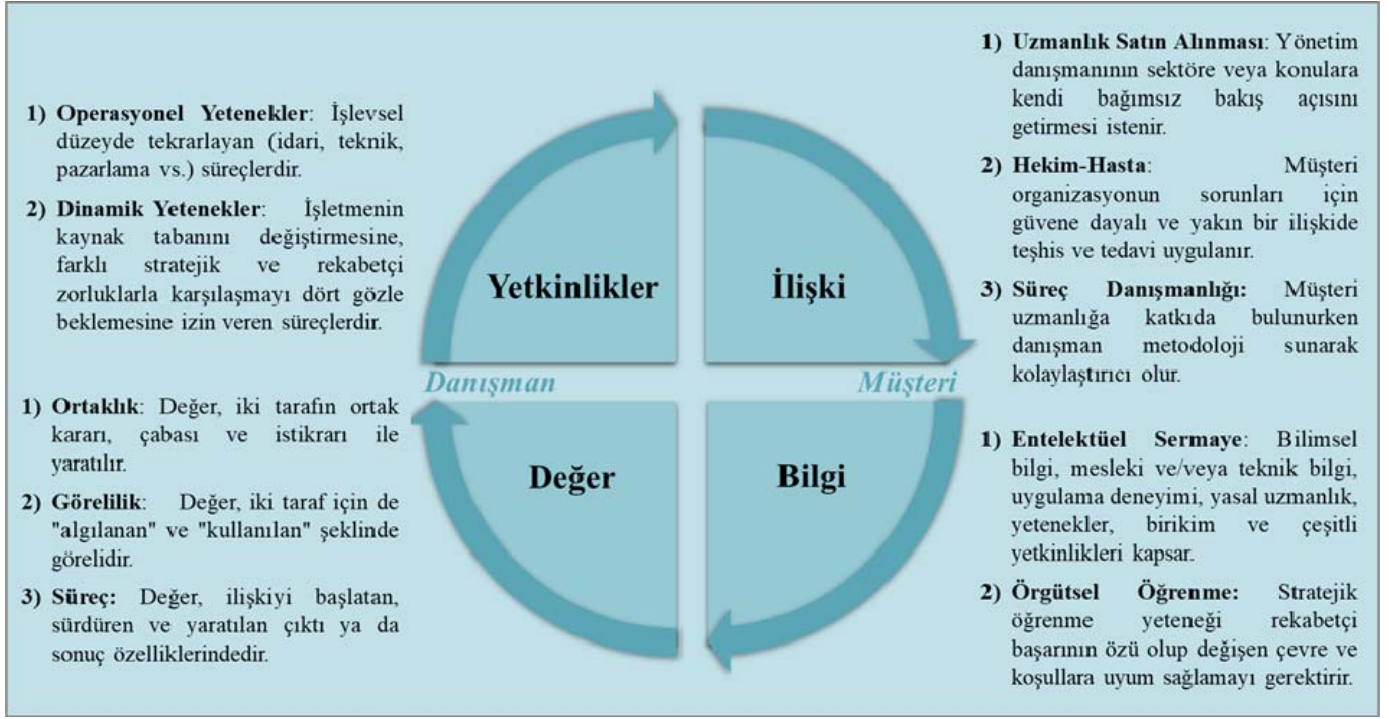 1) Operasyonel Yetenekler: İşlevsel
düzeyde tekrarlayan (idari, teknik,
pazarlama vs.) süreçlerdir.
2) Dinamik Yetenekler: İşletmenin
kaynak tabanını değiştirmesine,
farklı stratejik ve rekabetçi
zorluklarla karşılaşmayı dört gözle
beklemesine izin veren süreçlerdir.
Yetkinlikler
İlişki
1) Uzmanlık Satın Alınması: Yönetim
danışmanının sektöre veya konulara
kendi bağımsız bakış açısını
getirmesi istenir.
2) Hekim-Hasta: Müşteri
organizasyonun sorunları için
güvene dayalı ve yakın bir ilişkide
teşhis ve tedavi uygulanır.
3) Süreç Danışmanlığı: Müşteri
uzmanlığa katkıda bulunurken
danışman metodoloji sunarak
kolaylaştırıcı olur.
Danışman
Müşteri
1) Ortaklık: Değer, iki tarafın ortak
kararı, çabası ve istikrarı ile
yaratılır.
2) Görelilik: Değer, iki taraf için de
"algılanan" ve "kullanılan" şeklinde
görelidir.
3) Süreç: Değer, ilişkiyi başlatan,
sürdüren ve yaratılan çıktı ya da
sonuç özelliklerindedir.
Değer
Bilgi
1) Entelektüel Sermaye: Bilimsel
bilgi, mesleki ve/veya teknik bilgi,
uygulama deneyimi, yasal uzmanlık,
yetenekler, birikim ve çeşitli
yetkinlikleri kapsar.
2) Örgütsel Öğrenme: Stratejik
öğrenme yeteneği rekabetçi
başarının özü olup değişen çevre ve
koşullara uyum sağlamayı gerektirir.